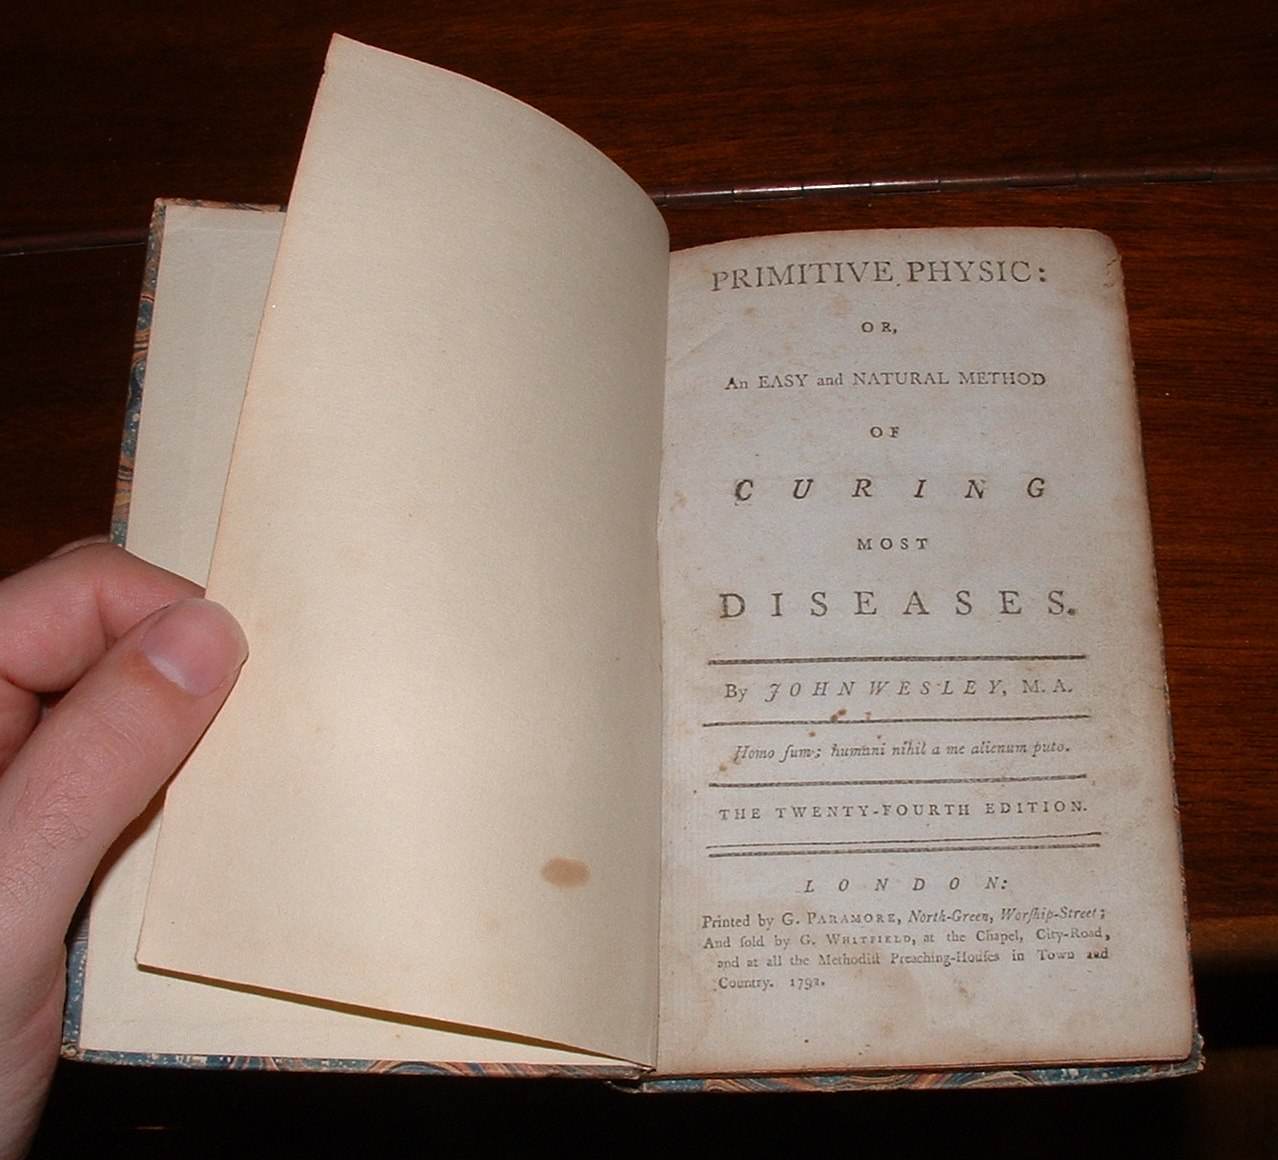 PRIMITIVE PHYSIC:
OR,
An EASY and NATURAL METHOD
OF
CURING
MOST
DISEASES.
By JOHN WESLEY, M. A.
Homo ſum; humani nihil a me alienum puto.
THE TWENTY-FOURTH EDITION.
LONDON:
Printed by G. PARAMORE, North-Green, Worſhip-Street;
And ſold by G. WHITFIELD, at the Chapel, City-Road,
and at all the Methodiſt Preaching-Houſes in Town and
Country. 1792.